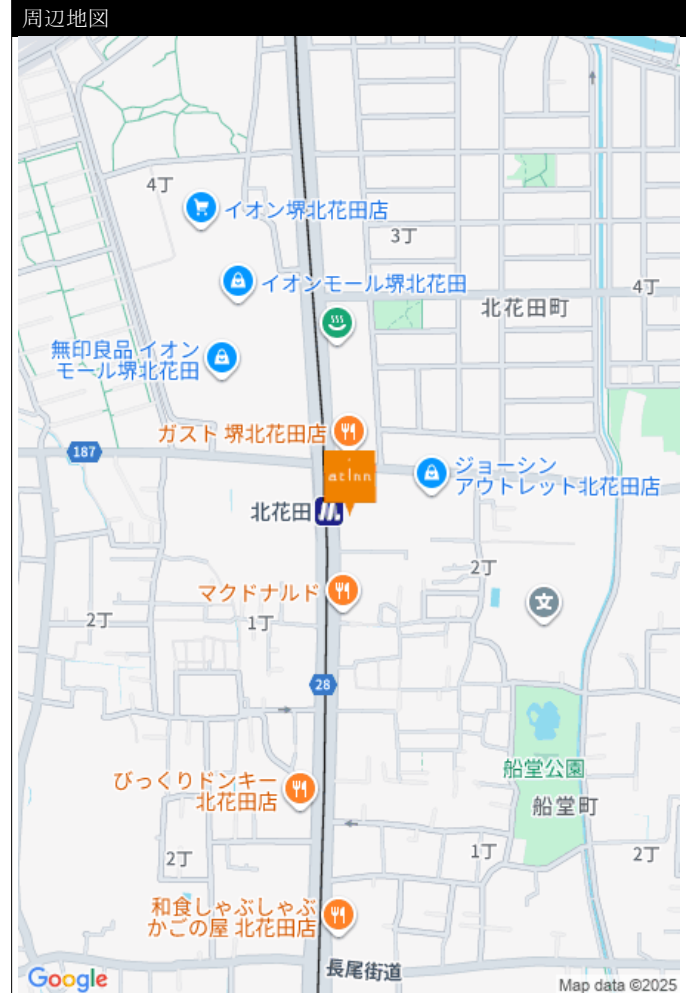 周辺地図
4丁
イオン堺北花田店
3丁
イオンモール堺北花田
4丁
北花田町
無印良品 イオン
モール堺北花田
ガスト 堺北花田店
187
ジョーシン
アウトレット北花田店
at Inn
北花田
2丁
マクドナルド
文
2丁
1丁
28
船堂公園
びっくりドンキー
北花田店
船堂町
1丁
2丁
2丁
和食しゃぶしゃぶ
かごの屋 北花田店
長尾街道
Google
Map data ©2025